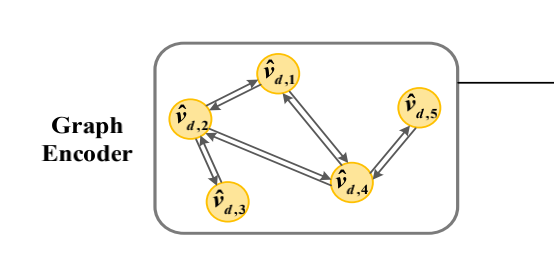 Graph
Encoder
v̂d,1
v̂d,2
v̂d,5
v̂d,4
v̂d,3